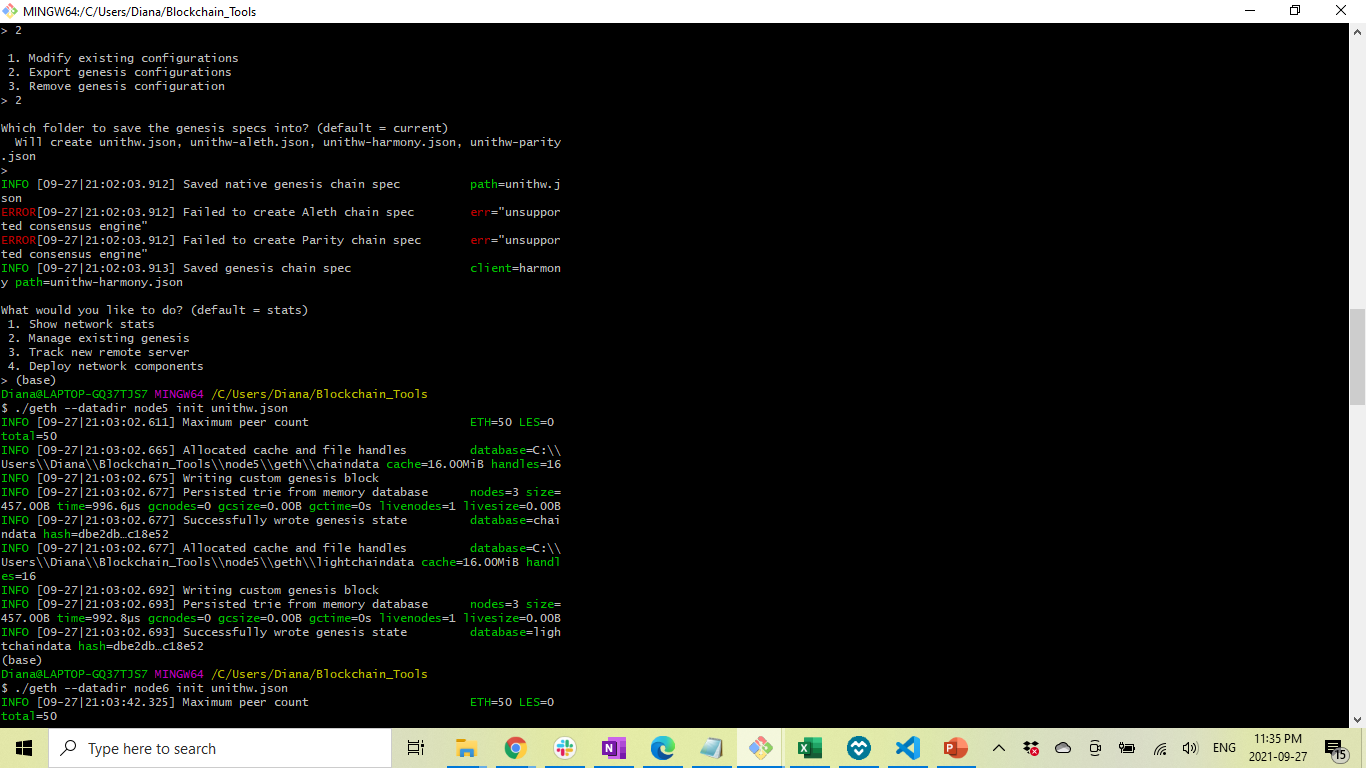 MINGW64:/C/Users/Diana/Blockchain_Tools
> 2
1. Modify existing configurations
2. Export genesis configurations
3. Remove genesis configuration
> 2
Which folder to save the genesis specs into? (default = current)
Will create unithw.json, unithw-aleth.json, unithw-harmony.json, unithw-parity
.json
>
INFO [09-27|21:02:03.912] Saved native genesis chain spec path=unithw.j
son
ERROR[09-27|21:02:03.912] Failed to create Aleth chain spec err="unsuppor
ted consensus engine"
ERROR[09-27|21:02:03.912] Failed to create Parity chain spec err="unsuppor
ted consensus engine"
INFO [09-27|21:02:03.913] Saved genesis chain spec client=harmon
y path=unithw-harmony.json
What would you like to do? (default = stats)
1. Show network stats
2. Manage existing genesis
3. Track new remote server
4. Deploy network components
> (base)
Diana@LAPTOP-GQ37TJS7 MINGW64 /C/Users/Diana/Blockchain_Tools
$ ./geth --datadir node5 init unithw.json
INFO [09-27|21:03:02.611] Maximum peer count ETH=50 LES=0
total=50
INFO [09-27|21:03:02.665] Allocated cache and file handles database=C:\\
Users\\Diana\\Blockchain_Tools\\node5\\geth\\chaindata cache=16.00MiB handles=16
INFO [09-27|21:03:02.675] Writing custom genesis block
INFO [09-27|21:03:02.677] Persisted trie from memory database nodes=3 size=
457.00B time=996.6µs gcnodes=0 gcsize=0.00B gctime=0s livenodes=1 livesize=0.00B
INFO [09-27|21:03:02.677] Successfully wrote genesis state database=chai
ndata hash=dbe2db…c18e52
INFO [09-27|21:03:02.677] Allocated cache and file handles database=C:\\
Users\\Diana\\Blockchain_Tools\\node5\\geth\\lightchaindata cache=16.00MiB handl
es=16
INFO [09-27|21:03:02.692] Writing custom genesis block
INFO [09-27|21:03:02.693] Persisted trie from memory database nodes=3 size=
457.00B time=992.8µs gcnodes=0 gcsize=0.00B gctime=0s livenodes=1 livesize=0.00B
INFO [09-27|21:03:02.693] Successfully wrote genesis state database=ligh
tchaindata hash=dbe2db…c18e52
(base)
Diana@LAPTOP-GQ37TJS7 MINGW64 /C/Users/Diana/Blockchain_Tools
$ ./geth --datadir node6 init unithw.json
INFO [09-27|21:03:42.325] Maximum peer count ETH=50 LES=0
total=50
Type here to search
ENG
11:35 PM
2021-09-27
15